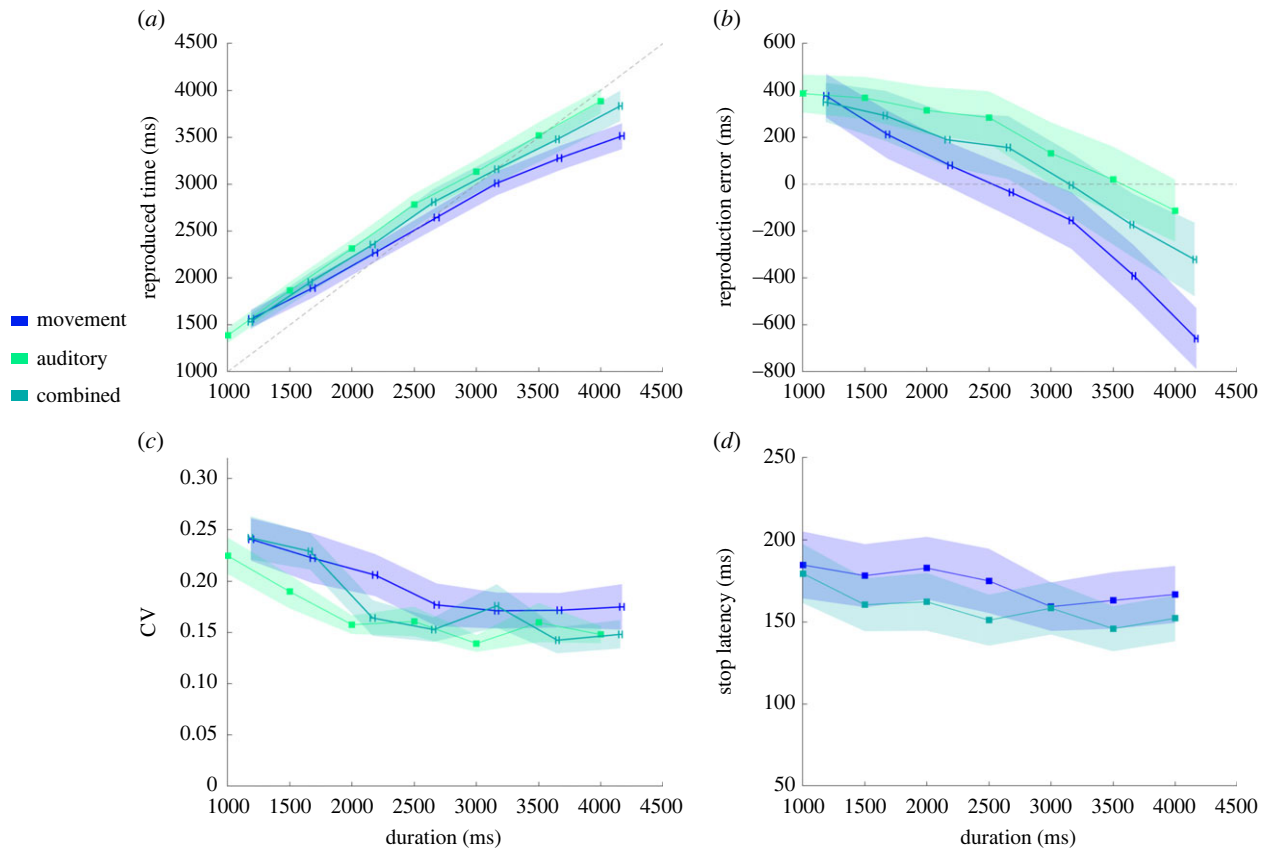 (a)
4500
4000
3500
3000
2500
2000
1500
1000
reproduced time (ms)
1000 1500 2000 2500 3000 3500 4000 4500
(b)
600
400
200
0
–200
–400
–600
–800
reproduction error (ms)
1000 1500 2000 2500 3000 3500 4000 4500
movement
auditory
combined
(c)
0.30
0.25
0.20
0.15
0.10
0.05
0
CV
1000 1500 2000 2500 3000 3500 4000 4500
duration (ms)
(d)
250
200
150
100
50
stop latency (ms)
1000 1500 2000 2500 3000 3500 4000 4500
duration (ms)